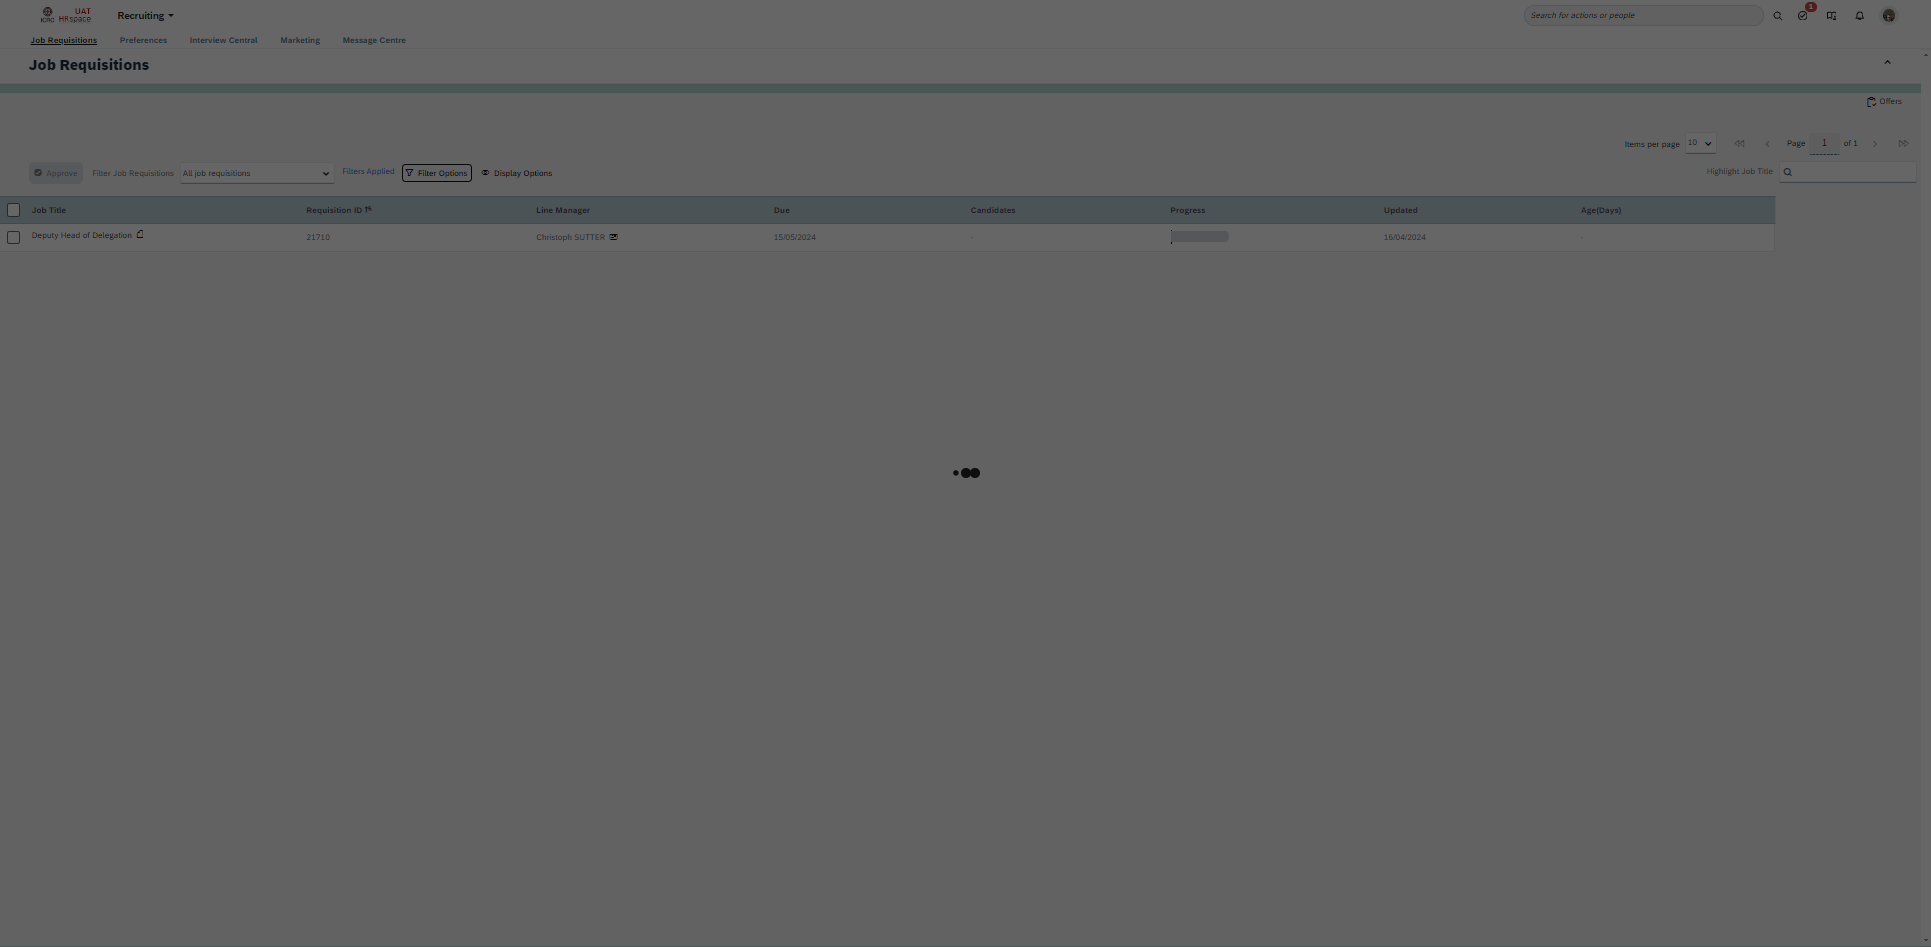 UAT
ICRC HRspace
Recruiting
Search for actions or people
1
Job Requisitions
Preferences
Interview Central
Marketing
Message Centre
Job Requisitions
Offers
Items per page 10
Page 1 of 1
Approve
Filter Job Requisitions
All job requisitions
Filters Applied
Filter Options
Display Options
Highlight Job Title
Job Title
Requisition ID
Line Manager
Due
Candidates
Progress
Updated
Age(Days)
Deputy Head of Delegation
21710
Christoph SUTTER
15/05/2024
-
16/04/2024
-